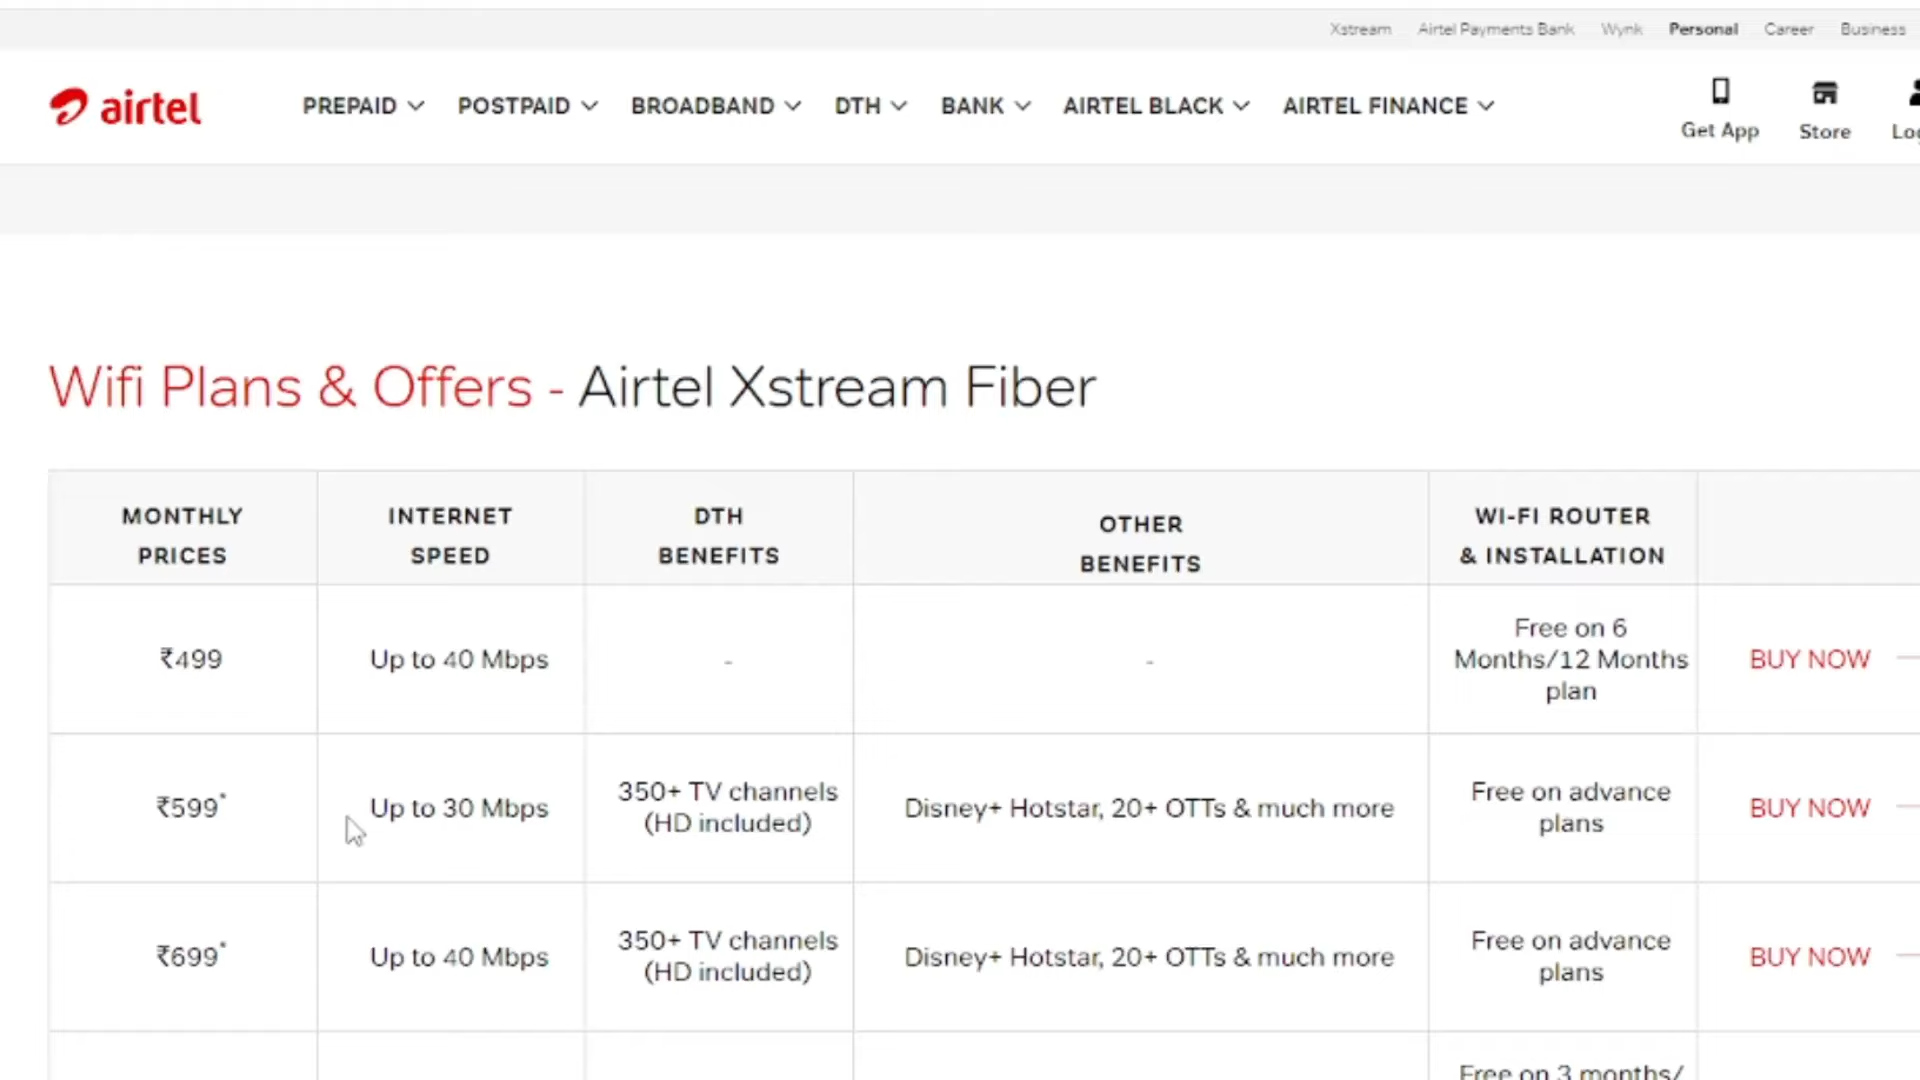 Xstream Airtel Payments Bank Wynk Personal Career Business
airtel PREPAID POSTPAID BROADBAND DTH BANK AIRTEL BLACK AIRTEL FINANCE
Get App Store
Wifi Plans & Offers - Airtel Xstream Fiber
MONTHLY PRICES
INTERNET SPEED
DTH BENEFITS
OTHER BENEFITS
WI-FI ROUTER
& INSTALLATION
₹499
Up to 40 Mbps
-
-
Free on 6
Months/12 Months
plan
BUY NOW
₹599*
Up to 30 Mbps
350+ TV channels
(HD included)
Disney+ Hotstar, 20+ OTTs & much more
Free on advance
plans
BUY NOW
₹699*
Up to 40 Mbps
350+ TV channels
(HD included)
Disney+ Hotstar, 20+ OTTs & much more
Free on advance
plans
BUY NOW
Free on 3 months/